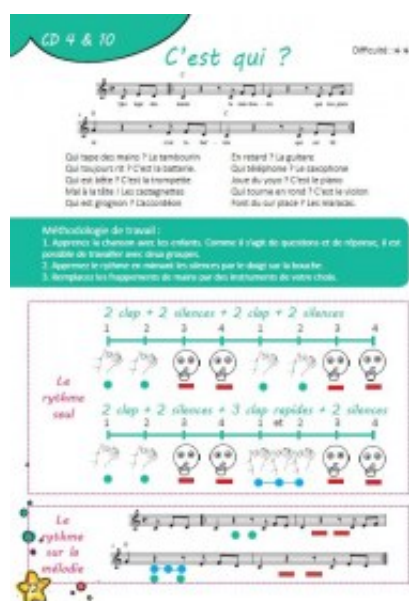 CD 4 & 10
C'est qui ?
Difficulté :
Qui tape des mains ? Le tambourin
Qui toujours rit ? C'est la batterie.
Qui est bête ? C'est la trompette
Mal à la tête ! Les castagnettes
Qui est grognon ? L'accordéon
En retard ? La guitare
Qui téléphone ? Le saxophone
Joue du yoyo ? C'est le piano
Qui tourne en rond ? C'est le violon
Font du sur place ? Les maracas.
Méthodologie de travail :
1. Apprenez la chanson avec les enfants. Comme il s'agit de questions et de réponse, il est
possible de travailler avec deux groupes.
2. Apprenez le rythme en mimant les silences par le doigt sur la bouche
3. Remplacez les frappements de mains par des instruments de votre choix.
2 clap + 2 silences + 2 clap + 2 silences
1 2 3 4 1 2 3 4
Le
rythme
seul
2 clap + 2 silences + 3 clap rapides + 2 silences
1 2 3 4 1 et 2 3 4
Le
rythme
sur la
mélodie